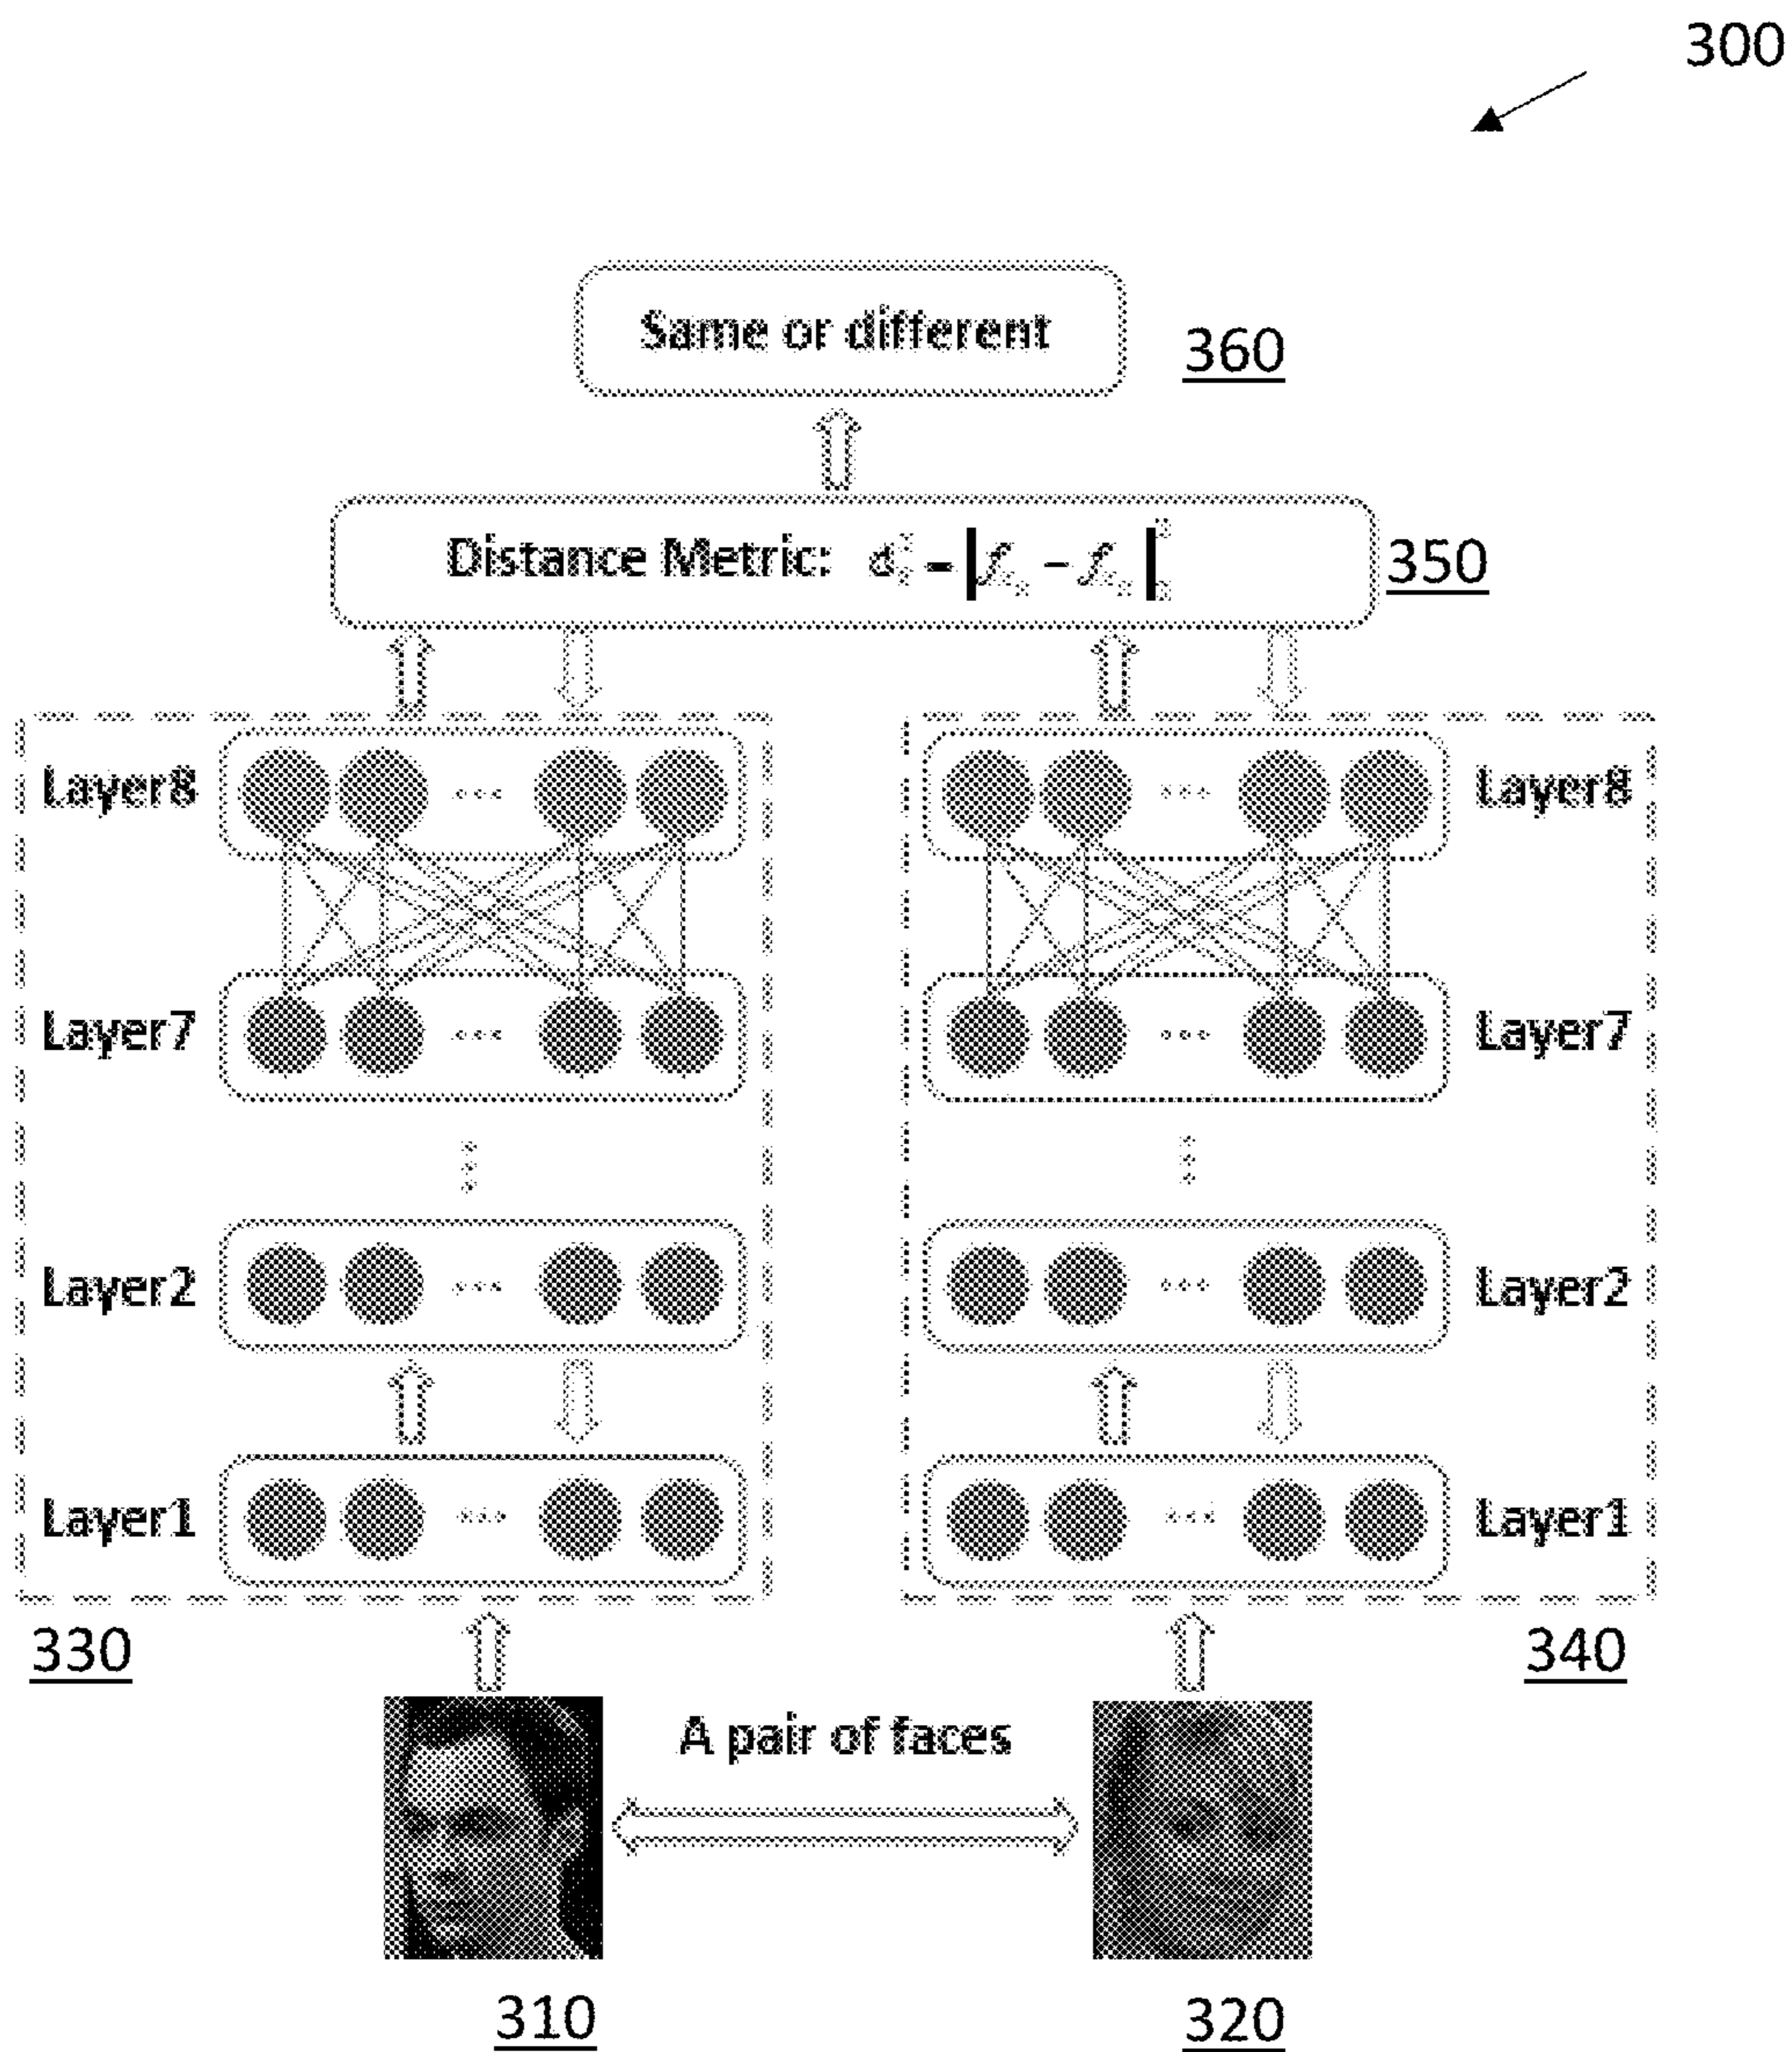 300
Same or different
360
Distance Metric:
350
Layer8
Layer8
Layer7
Layer7
Layer2
Layer2
Layer1
Layer1
330
340
A pair of faces
310
320